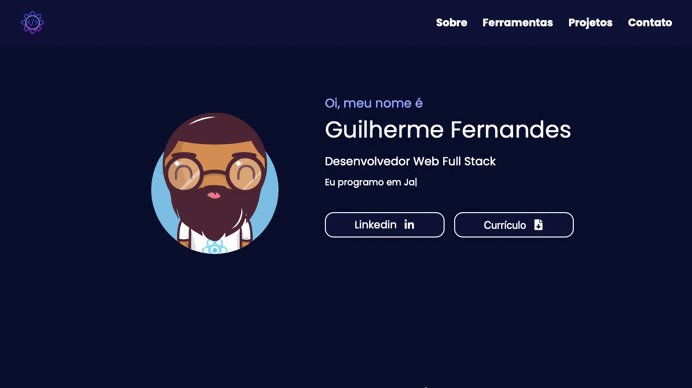 Sobre Ferramentas Projetos Contato
Oi, meu nome é
Guilherme Fernandes
Desenvolvedor Web Full Stack
Eu programo em Ja|
Linkedin in Currículo